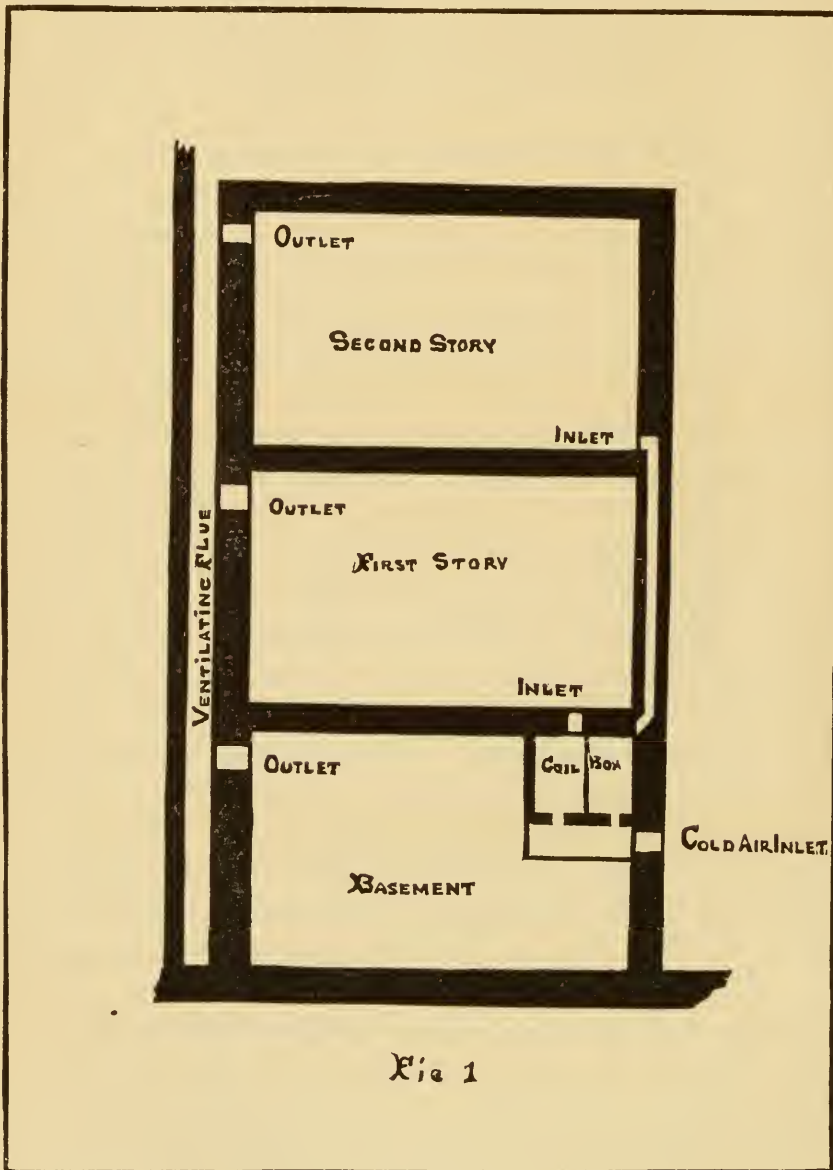 OUTLET
SECOND STORY
INLET
OUTLET
FIRST STORY
VENTILATING FLUE
INLET
OUTLET
COIL BOX
COLD AIR INLET.
BASEMENT
Fig 1